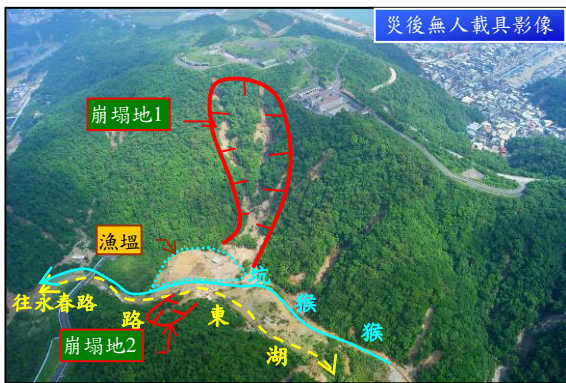 災後無人載具影像
崩塌地1
漁塭
猴猴坑
往永春路
湖東路
崩塌地2